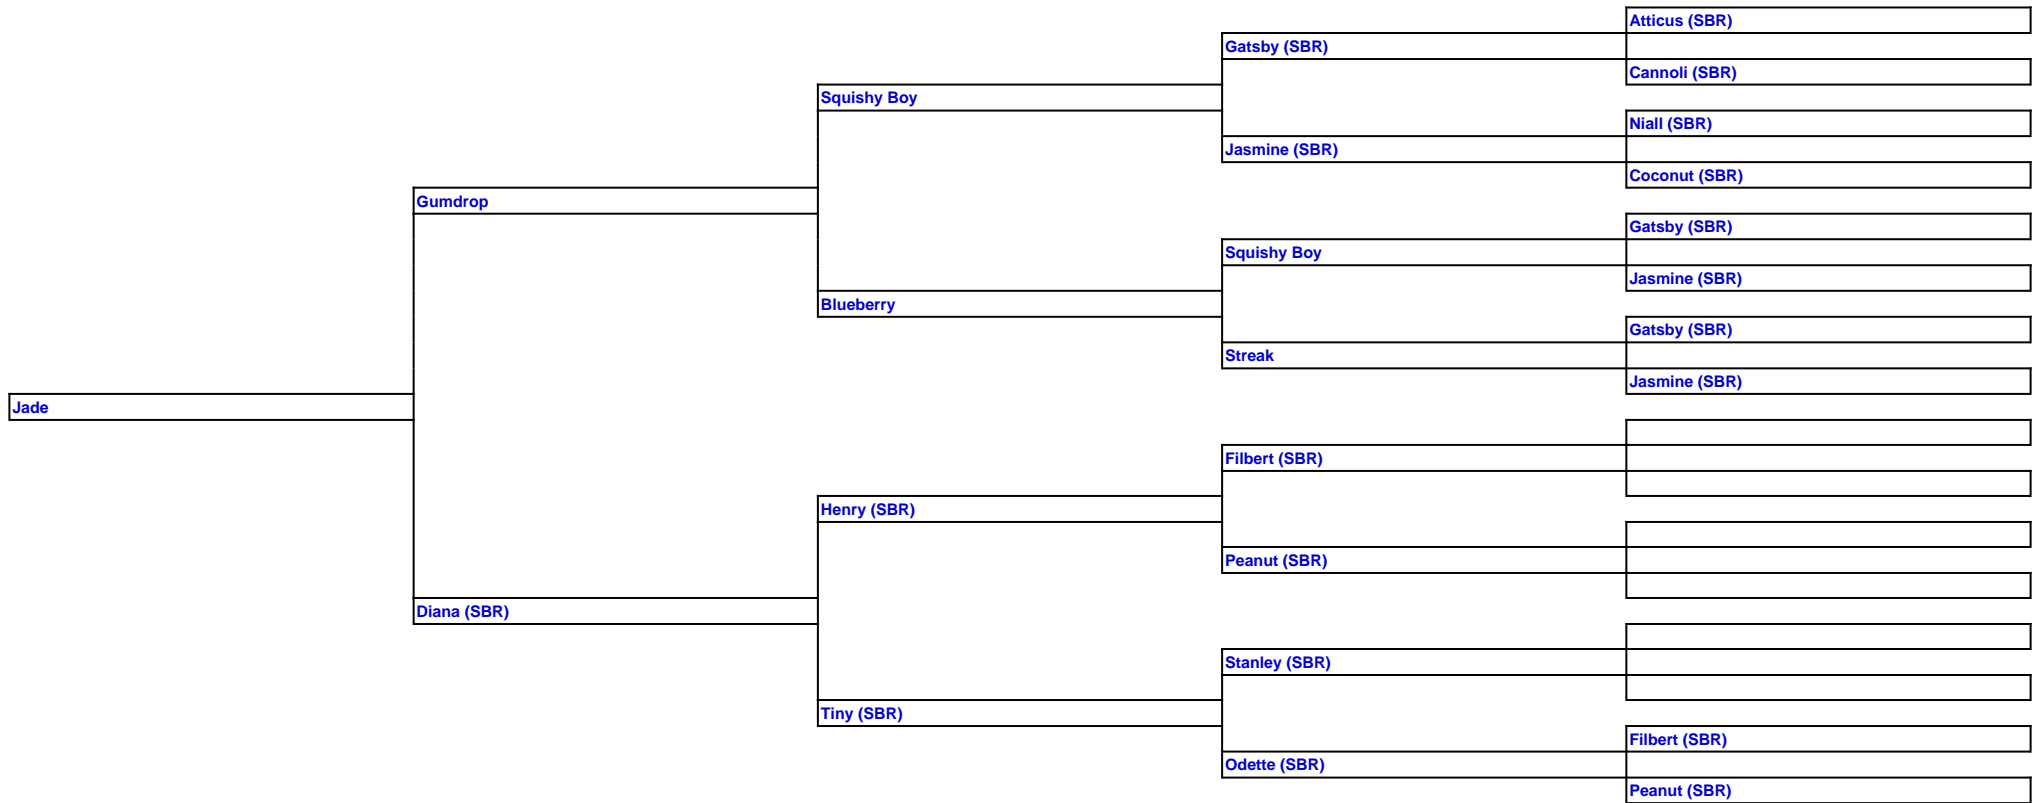 Atticus (SBR)
Gatsby (SBR)
Cannoli (SBR)
Squishy Boy
Niall (SBR)
Jasmine (SBR)
Coconut (SBR)
Gumdrop
Gatsby (SBR)
Squishy Boy
Jasmine (SBR)
Blueberry
Gatsby (SBR)
Streak
Jasmine (SBR)
Jade
Filbert (SBR)
Henry (SBR)
Peanut (SBR)
Diana (SBR)
Stanley (SBR)
Tiny (SBR)
Filbert (SBR)
Odette (SBR)
Peanut (SBR)